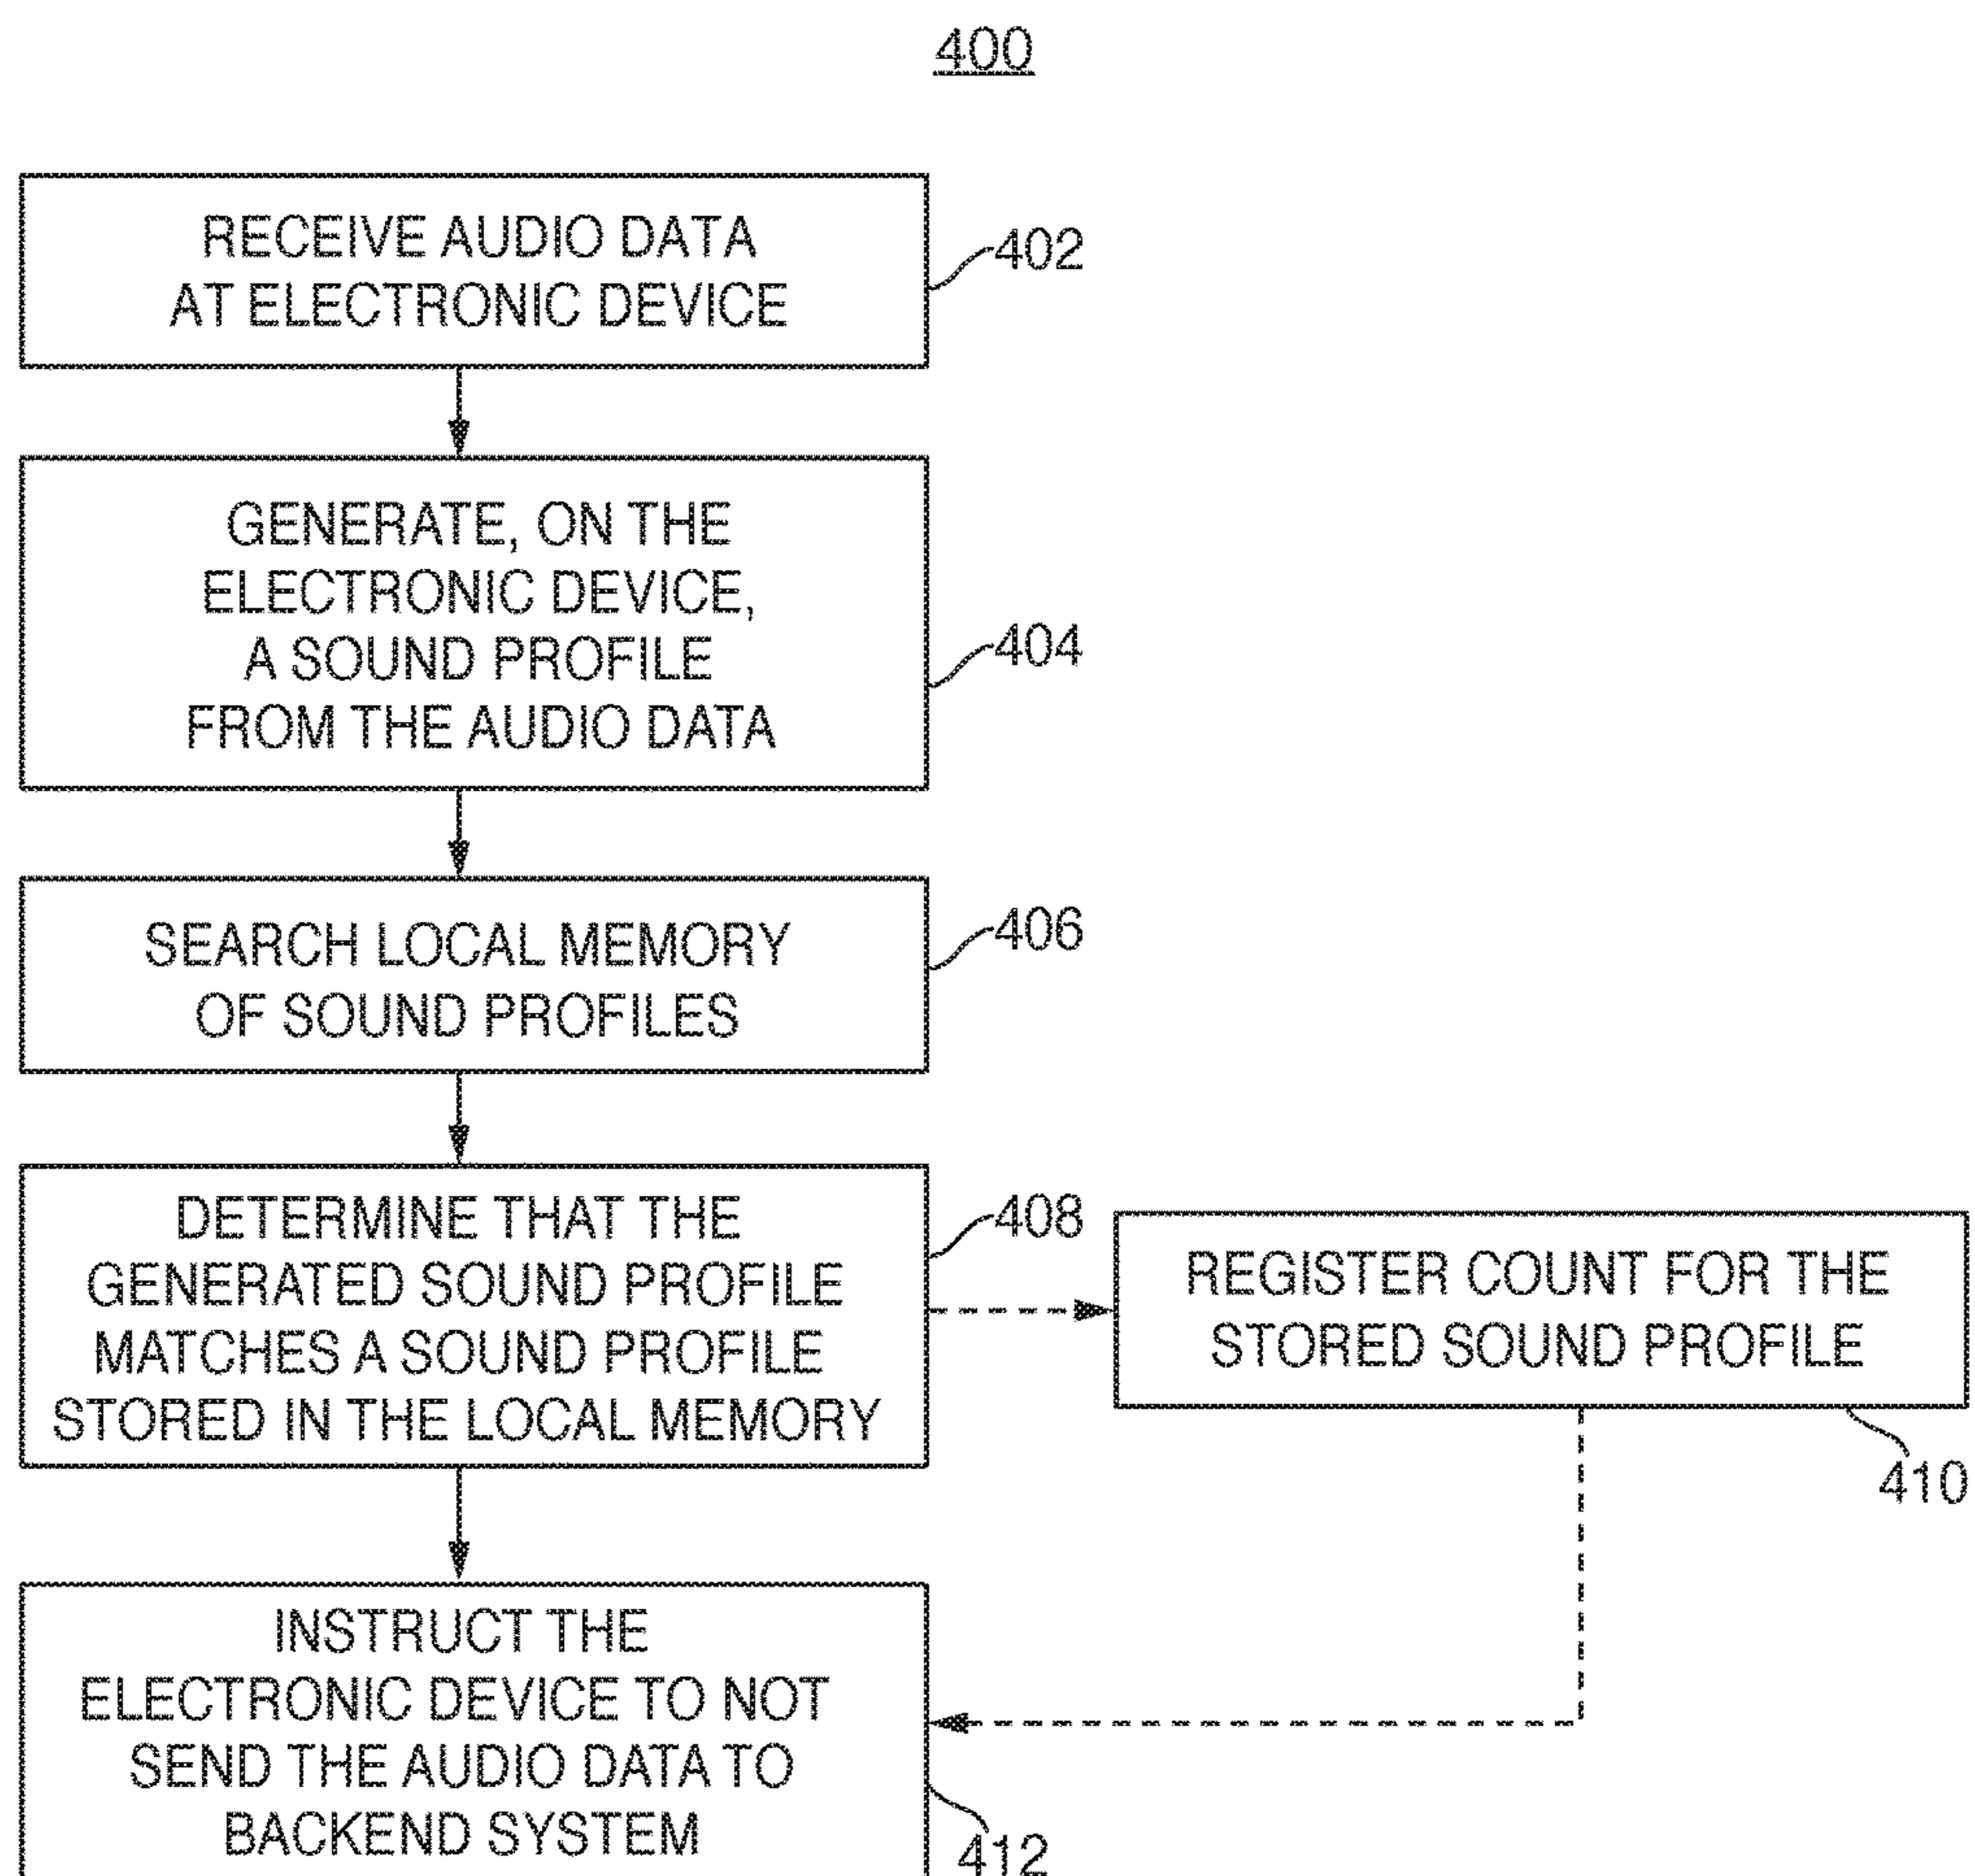 400
RECEIVE AUDIO DATA
AT ELECTRONIC DEVICE
402
GENERATE, ON THE
ELECTRONIC DEVICE,
A SOUND PROFILE
FROM THE AUDIO DATA
404
SEARCH LOCAL MEMORY
OF SOUND PROFILES
406
DETERMINE THAT THE
GENERATED SOUND PROFILE
MATCHES A SOUND PROFILE
STORED IN THE LOCAL MEMORY
408
REGISTER COUNT FOR THE
STORED SOUND PROFILE
410
INSTRUCT THE
ELECTRONIC DEVICE TO NOT
SEND THE AUDIO DATA TO
BACKEND SYSTEM
412